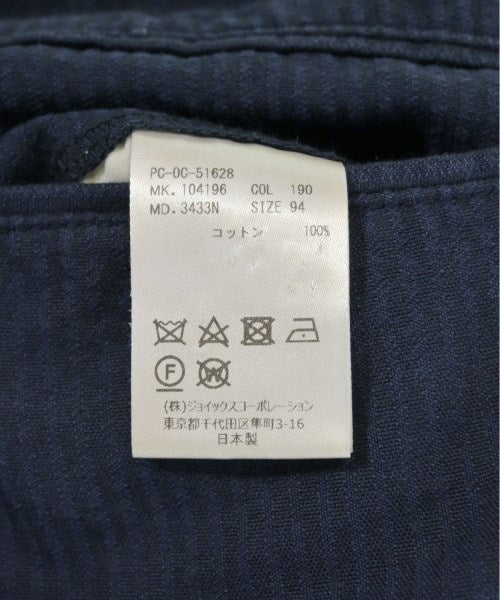 PC-0C-51628
MK. 104196 COL 190
MD. 3433N SIZE 94
コットン 100%
F W
(株)ジョイックスコーポレーション
東京都千代田区隼町3-16
日本製